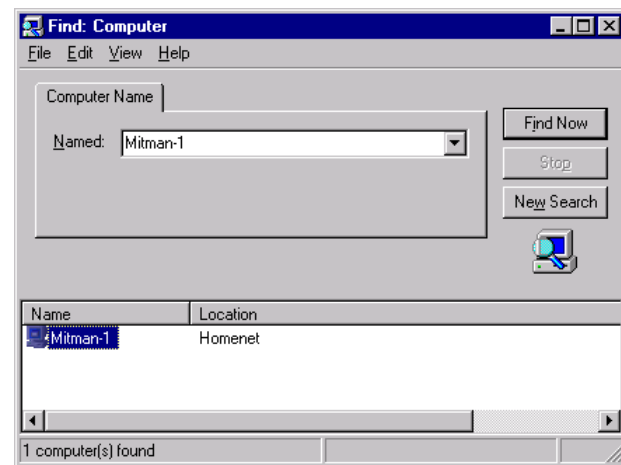 Find: Computer
File Edit View Help
Computer Name
Named: Mitman-1
Find Now
Stop
New Search
Name Location
Mitman-1 Homenet
1 computer(s) found